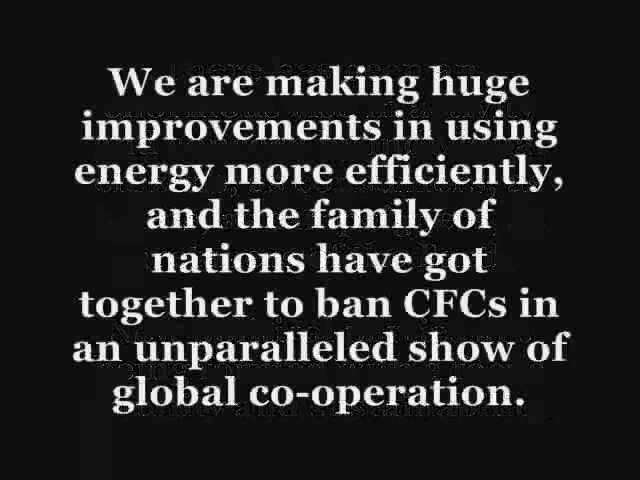 We are making huge
improvements in using
energy more efficiently,
and the family of
nations have got
together to ban CFCs in
an unparalleled show of
global co-operation.